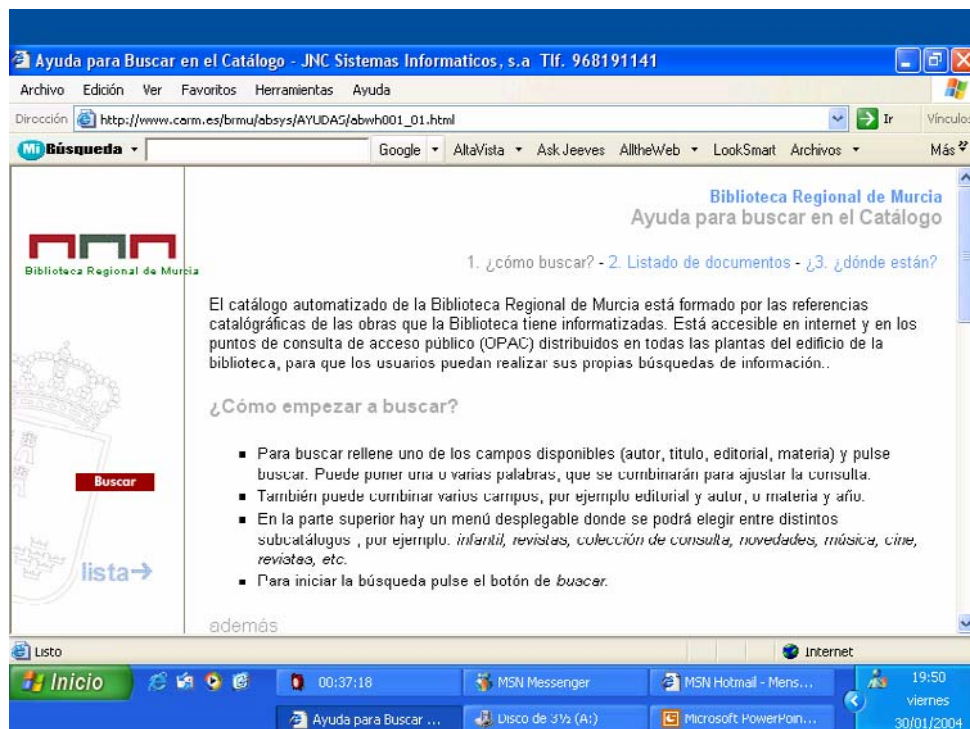 Ayuda para Buscar en el Catálogo - JNC Sistemas Informaticos, s.a Tlf. 968191141
Archivo Edición Ver Favoritos Herramientas Ayuda
Dirección http://www.carm.es/brmu/absys/AYUDAS/abwh001_01.html Ir Vínculos
Mi Búsqueda Google AltaVista Ask Jeeves AlltheWeb LookSmart Archivos Más
Biblioteca Regional de Murcia
Ayuda para buscar en el Catálogo
Biblioteca Regional de Murcia
1. ¿cómo buscar? - 2. Listado de documentos - ¿3. ¿dónde están?
El catálogo automatizado de la Biblioteca Regional de Murcia está formado por las referencias
catalógráficas de las obras que la Biblioteca tiene informatizadas. Está accesible en internet y en los
puntos de consulta de acceso público (OPAC) distribuidos en todas las plantas del edificio de la
biblioteca, para que los usuarios puedan realizar sus propias búsquedas de información..
¿Cómo empezar a buscar?
Para buscar rellene uno de los campos disponibles (autor, titulo, editorial, materia) y pulse
buscar. Puede poner una o varias palabras, que se combinarán para ajustar la consulta.
También puede combinar varios campos, por ejemplo editorial y autor, o materia y año.
En la parte superior hay un menú desplegable donde se podrá elegir entre distintos
subcatálogos , por ejemplo: infantil, revistas, colección de consulta, novedades, música, cine,
revistas, etc.
Para iniciar la búsqueda pulse el botón de buscar.
Buscar
lista
además
Listo Internet
Inicio 00:37:18 MSN Messenger MSN Hotmail - Mens... 19:50
viernes
Ayuda para Buscar ... Disco de 3½ (A:) Microsoft PowerPoin... 30/01/2004